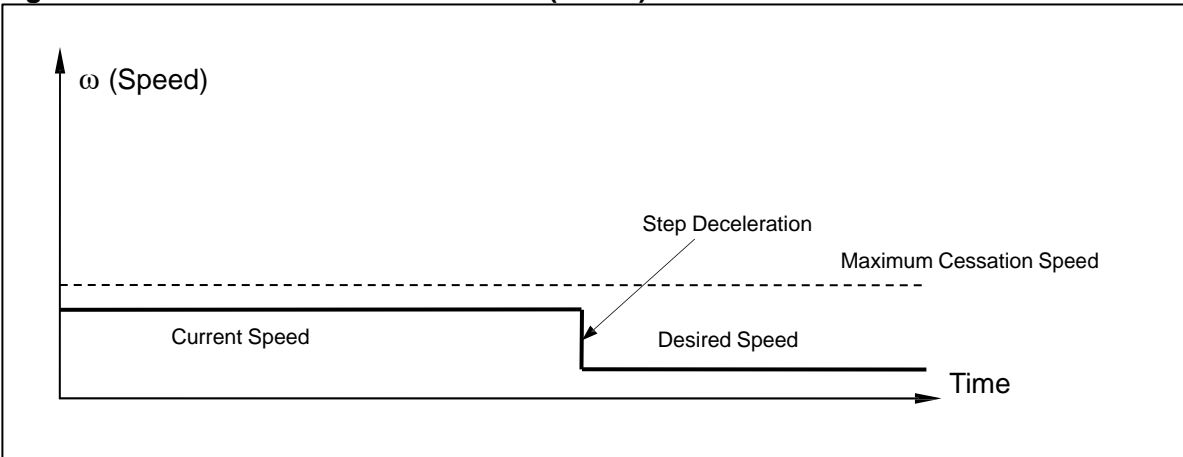 ω (Speed)
Step Deceleration
Maximum Cessation Speed
Current Speed
Desired Speed
Time